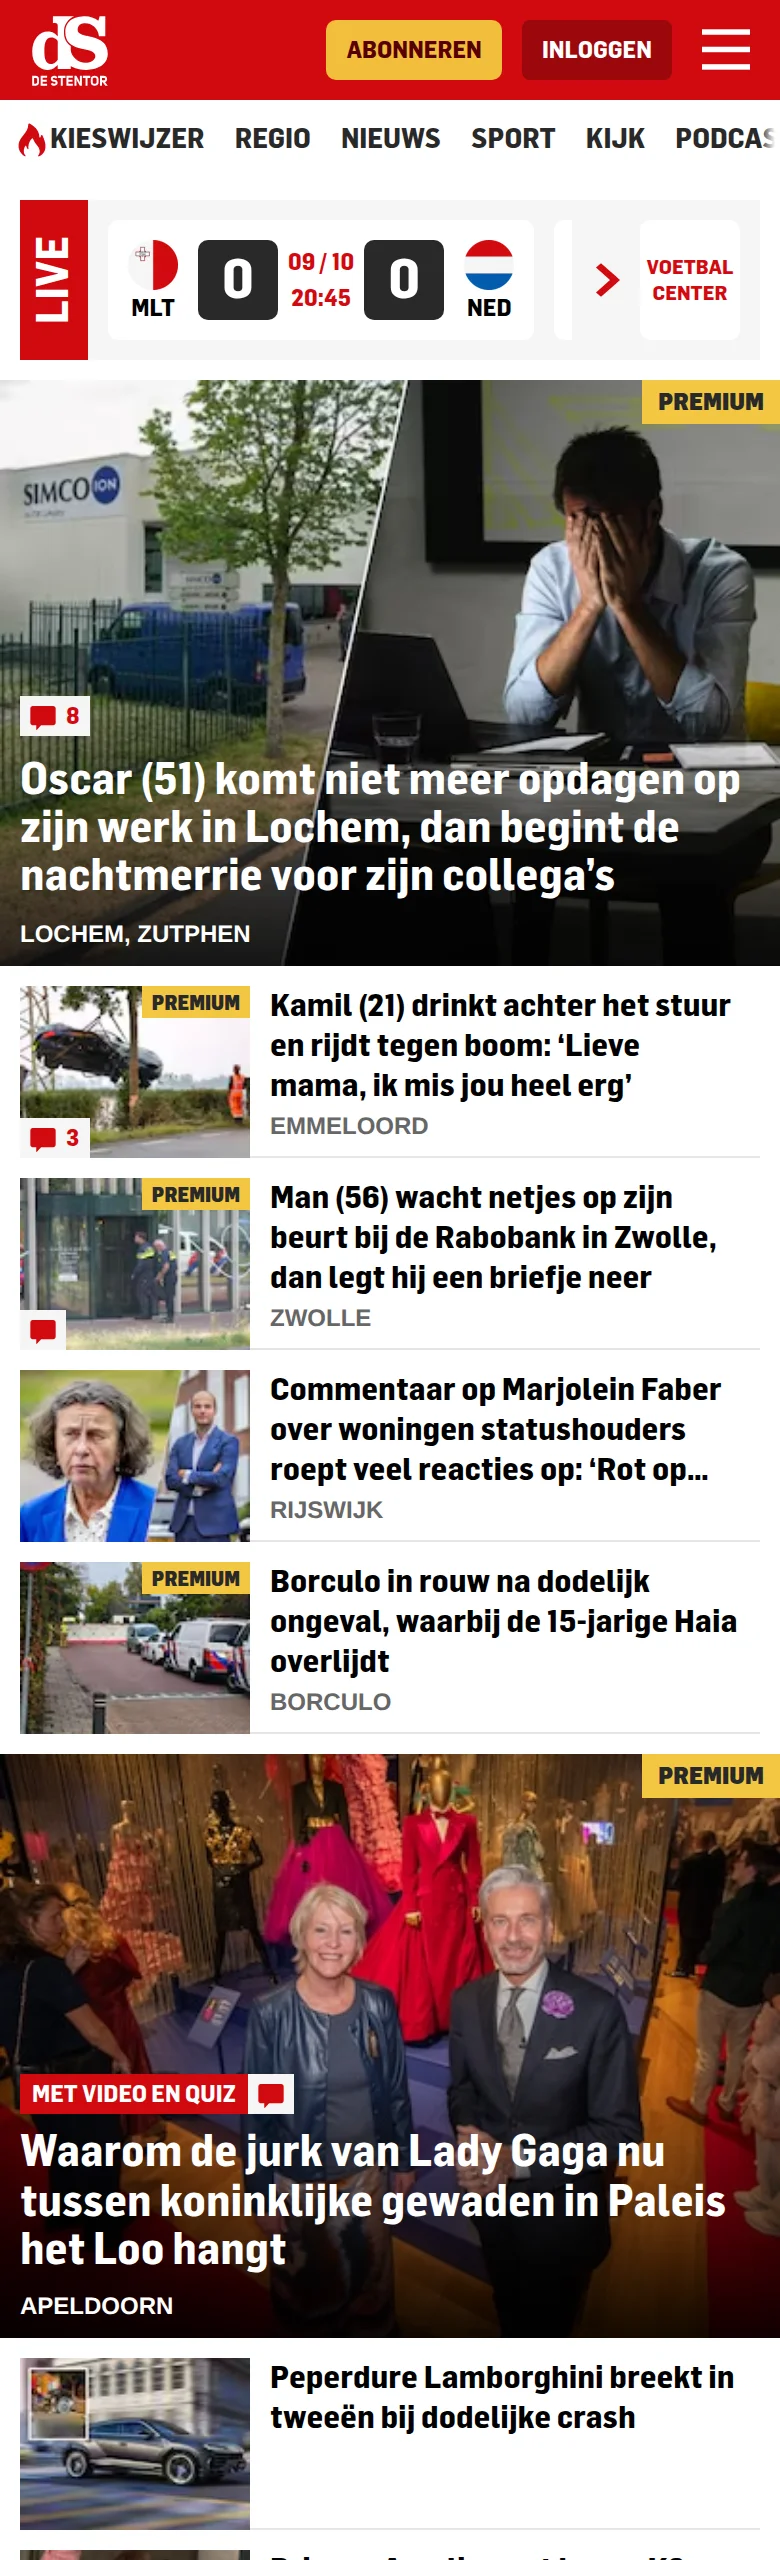 dS
DE STENTOR
ABONNEREN
INLOGGEN
KIESWIJZER REGIO NIEUWS SPORT KIJK PODCAS
LIVE
MLT
0
09 / 10
20:45
0
NED
VOETBAL
CENTER
PREMIUM
SIMCO ION
8
Oscar (51) komt niet meer opdagen op
zijn werk in Lochem, dan begint de
nachtmerrie voor zijn collega’s
LOCHEM, ZUTPHEN
PREMIUM
3
Kamil (21) drinkt achter het stuur
en rijdt tegen boom: ‘Lieve
mama, ik mis jou heel erg’
EMMELOORD
PREMIUM
Man (56) wacht netjes op zijn
beurt bij de Rabobank in Zwolle,
dan legt hij een briefje neer
ZWOLLE
Commentaar op Marjolein Faber
over woningen statushouders
roept veel reacties op: ‘Rot op...
RIJSWIJK
PREMIUM
Borculo in rouw na dodelijk
ongeval, waarbij de 15-jarige Haia
overlijdt
BORCULO
PREMIUM
MET VIDEO EN QUIZ
Waarom de jurk van Lady Gaga nu
tussen koninklijke gewaden in Paleis
het Loo hangt
APELDOORN
Peperdure Lamborghini breekt in
tweeën bij dodelijke crash